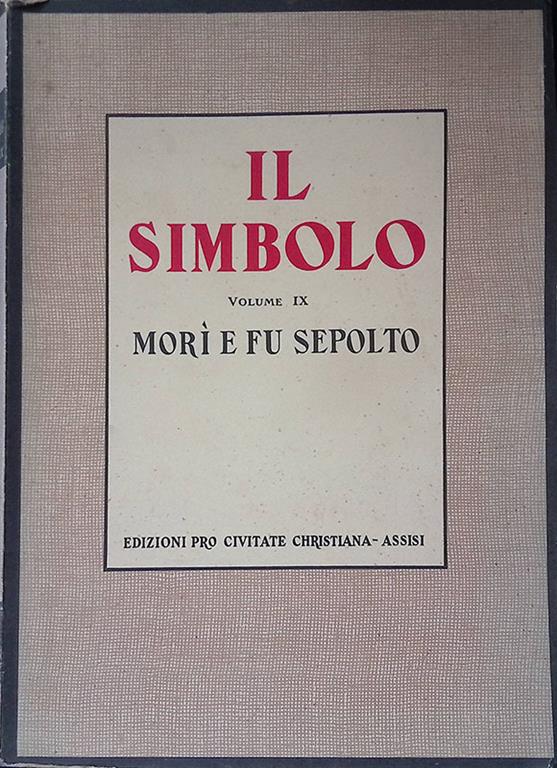 IL
SIMBOLO
VOLUME IX
MORÌ E FU SEPOLTO
EDIZIONI PRO CIVITATE CHRISTIANA - ASSISI